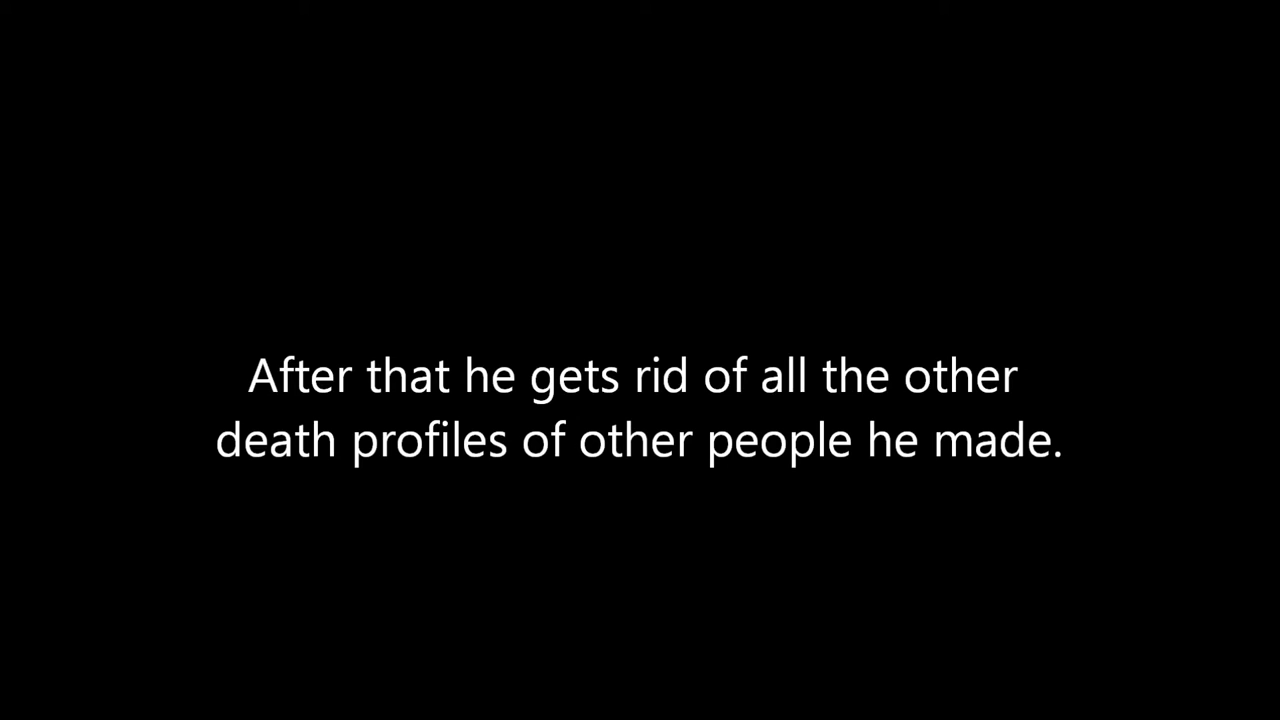 After that he gets rid of all the other
death profiles of other people he made.